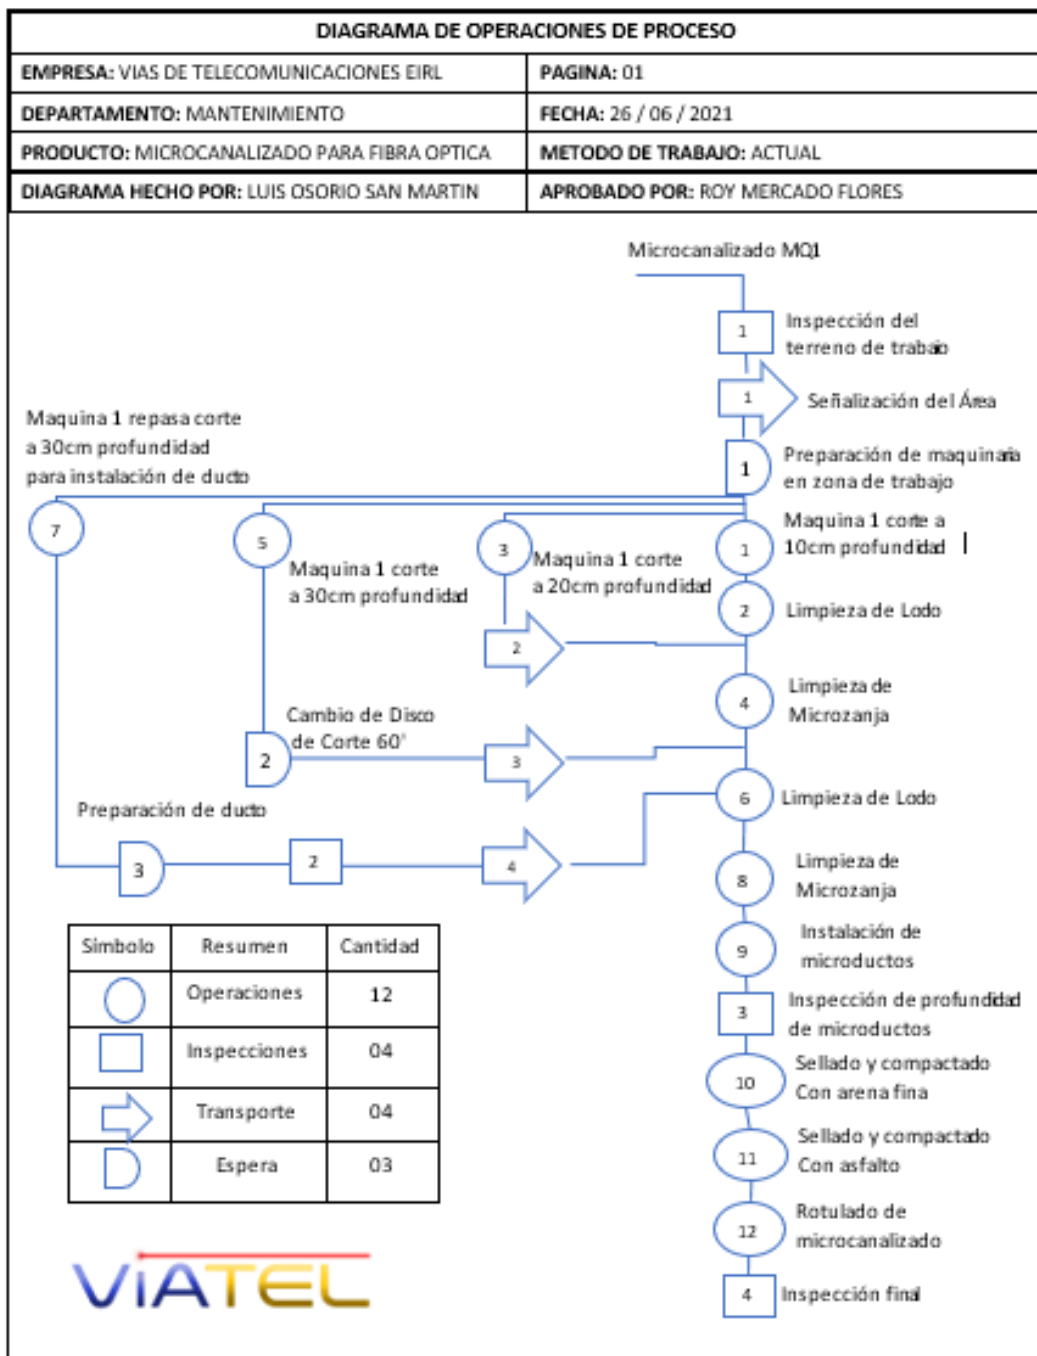 DIAGRAMA DE OPERACIONES DE PROCESO
EMPRESA: VIAS DE TELECOMUNICACIONES EIRL
PAGINA: 01
DEPARTAMENTO: MANTENIMIENTO
FECHA: 26 / 06 / 2021
PRODUCTO: MICROCANALIZADO PARA FIBRA OPTICA
METODO DE TRABAJO: ACTUAL
DIAGRAMA HECHO POR: LUIS OSORIO SAN MARTIN
APROBADO POR: ROY MERCADO FLORES
Microcanalizado MQ1
1
Inspección del
terreno de trabajo
1
Señalización del Área
1
Preparación de maquinaria
en zona de trabajo
Maquina 1 repasa corte
a 30cm profundidad
para instalación de ducto
7
5
Maquina 1 corte
a 30cm profundidad
3
Maquina 1 corte
a 20cm profundidad
1
Maquina 1 corte a
10cm profundidad
2
Limpieza de Lodo
2
4
Limpieza de
Microzanja
Cambio de Disco
de Corte 60'
2
3
6
Limpieza de Lodo
Preparación de ducto
3
2
4
8
Limpieza de
Microzanja
9
Instalación de
microductos
3
Inspección de profundidad
de microductos
10
Sellado y compactado
Con arena fina
11
Sellado y compactado
Con asfalto
12
Rotulado de
microcanalizado
4
Inspección final
Símbolo Resumen Cantidad
Operaciones 12
Inspecciones 04
Transporte 04
Espera 03
ViATEL